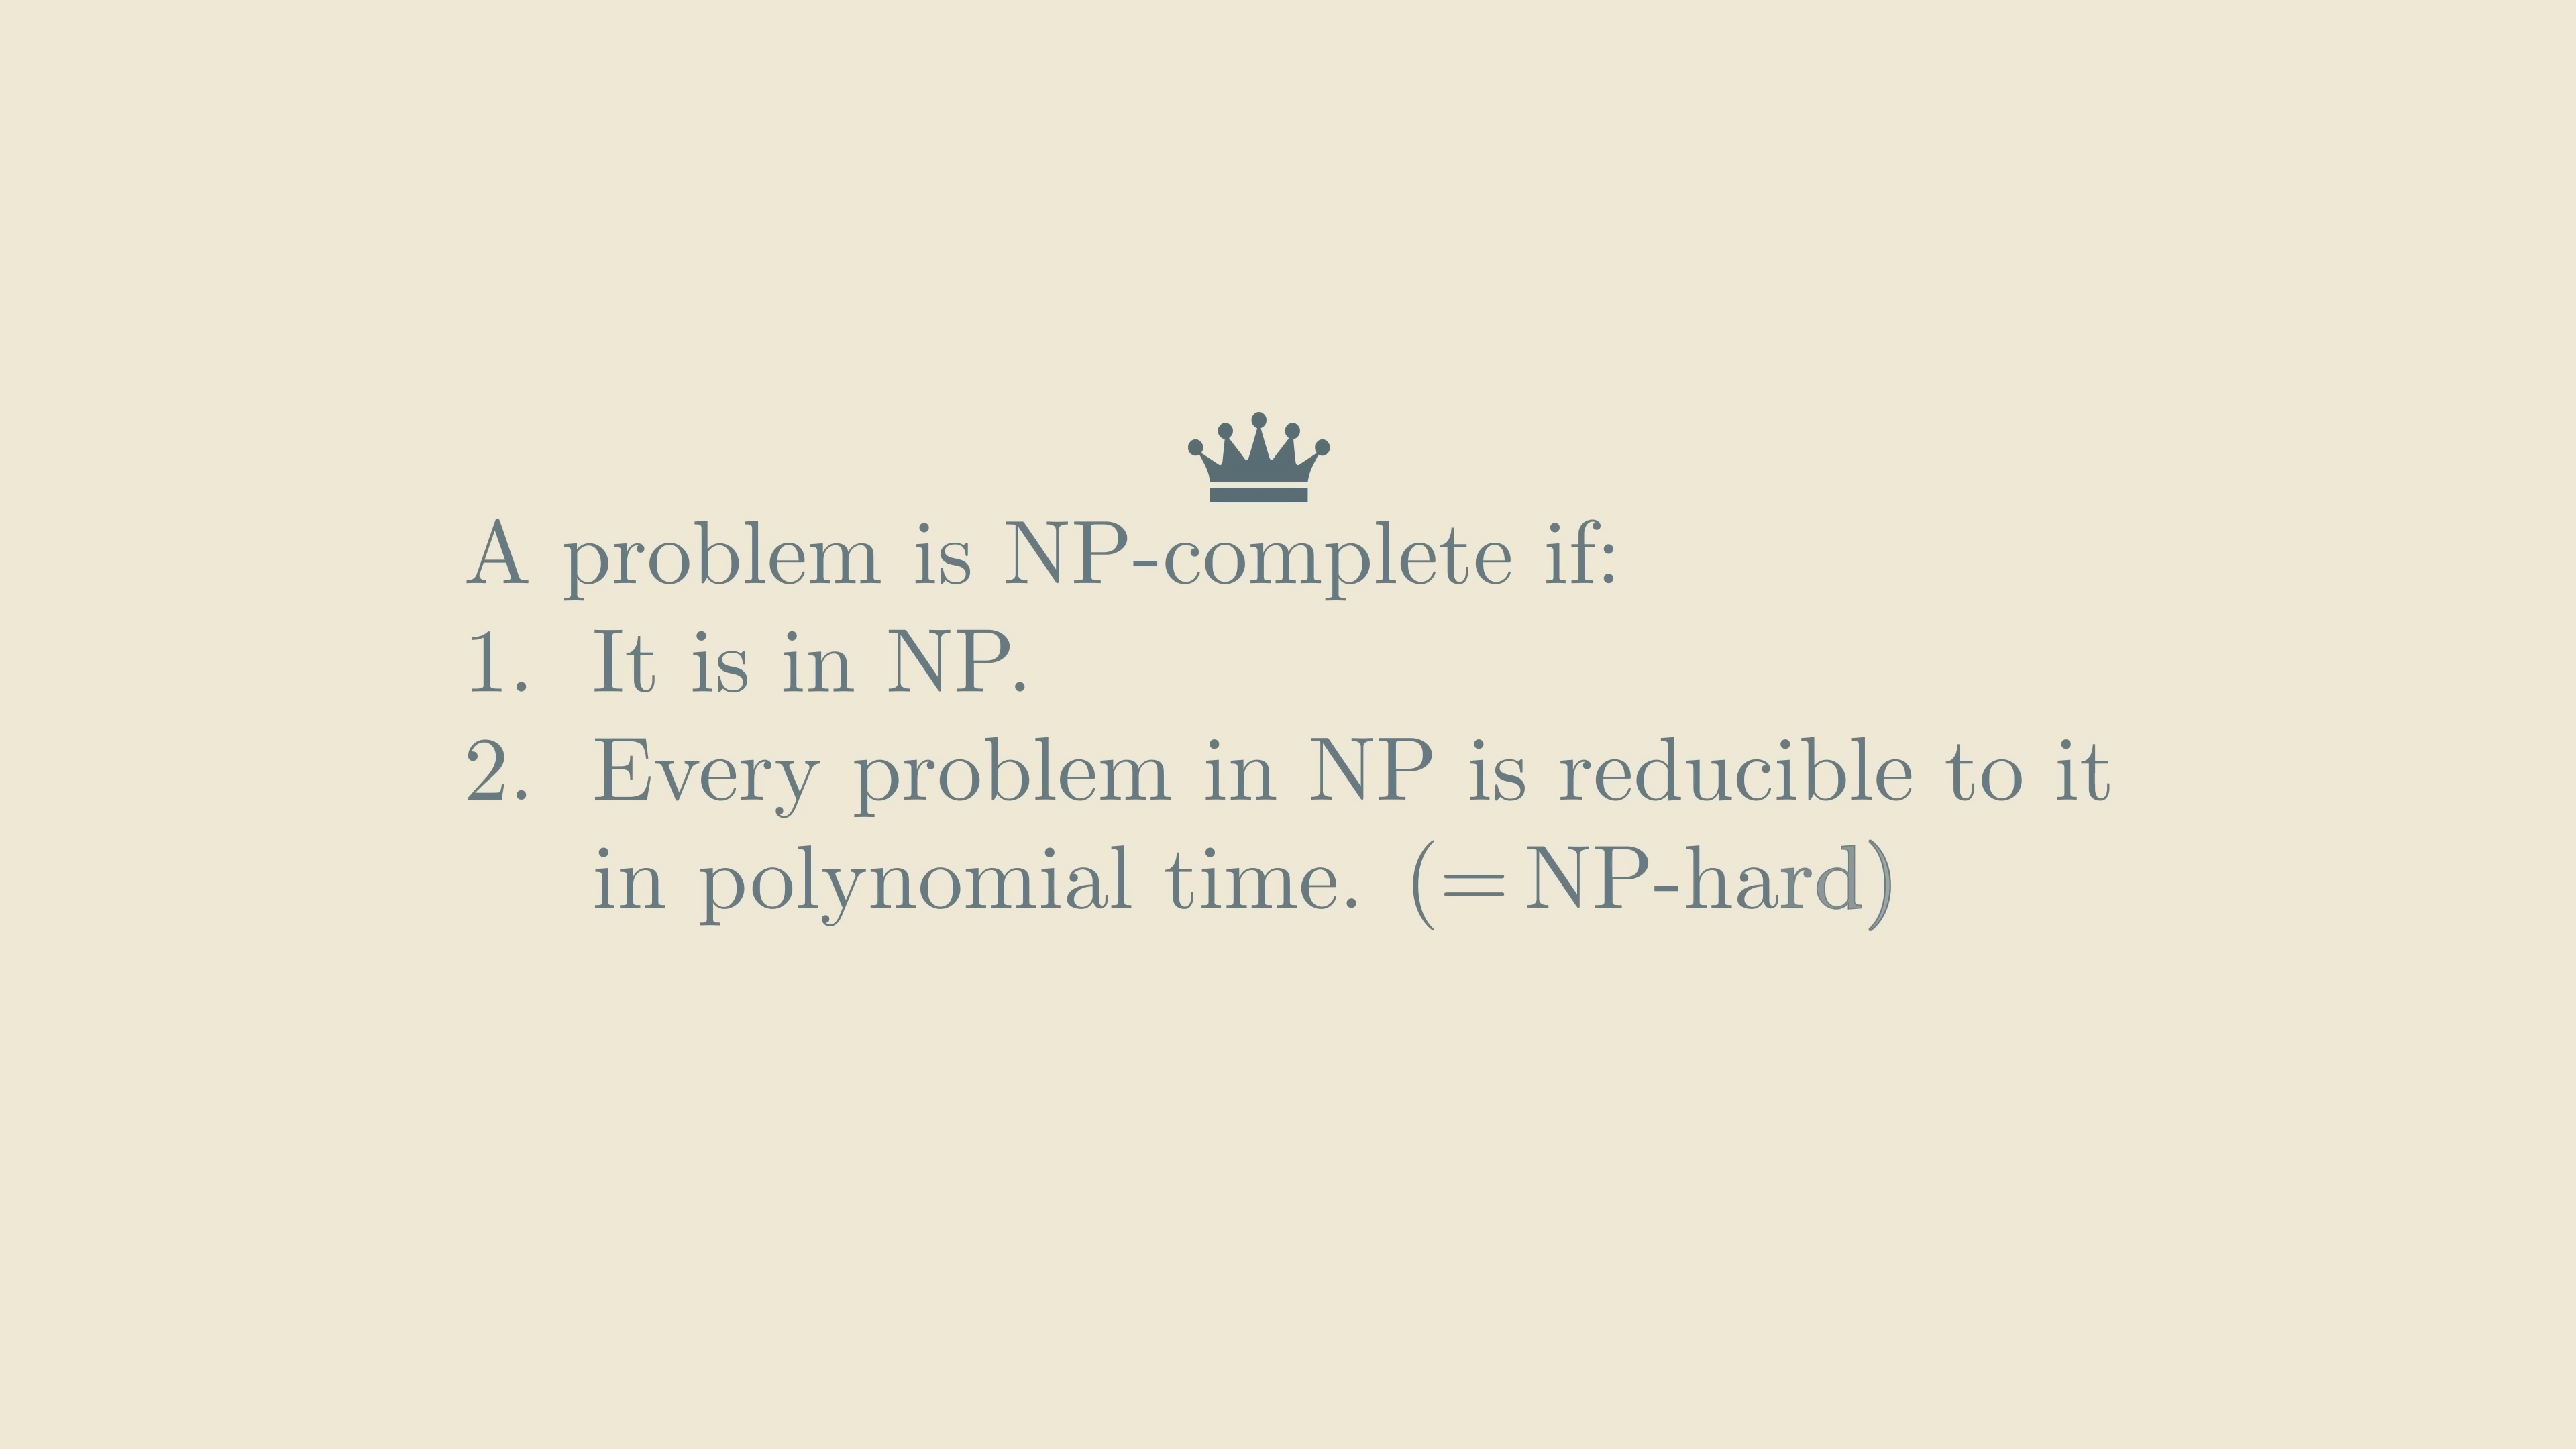 A problem is NP-complete if:
1. It is in NP.
2. Every problem in NP is reducible to it
in polynomial time. (= NP-hard)